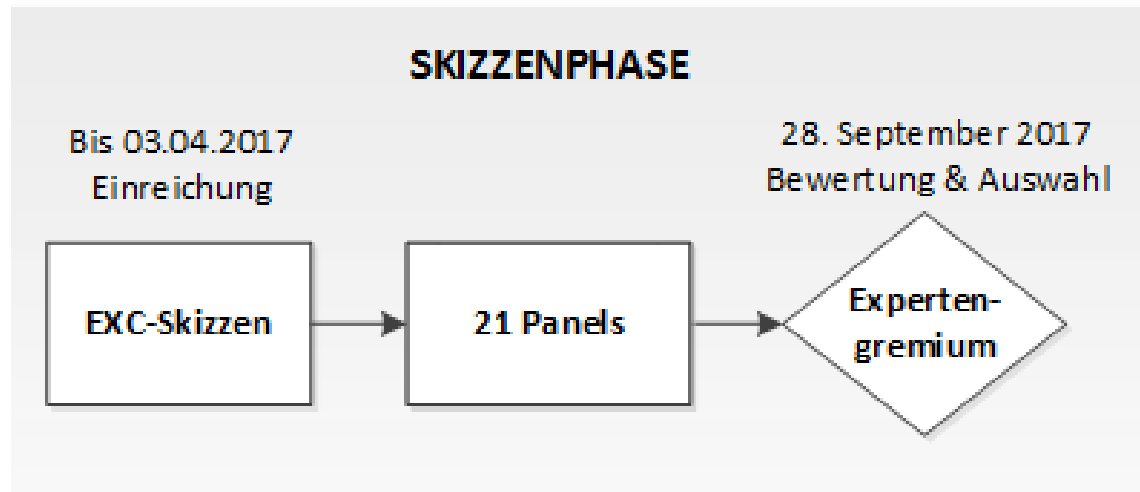 SKIZZENPHASE
Bis 03.04.2017
Einreichung
28. September 2017
Bewertung & Auswahl
EXC-Skizzen
21 Panels
Experten-
gremium